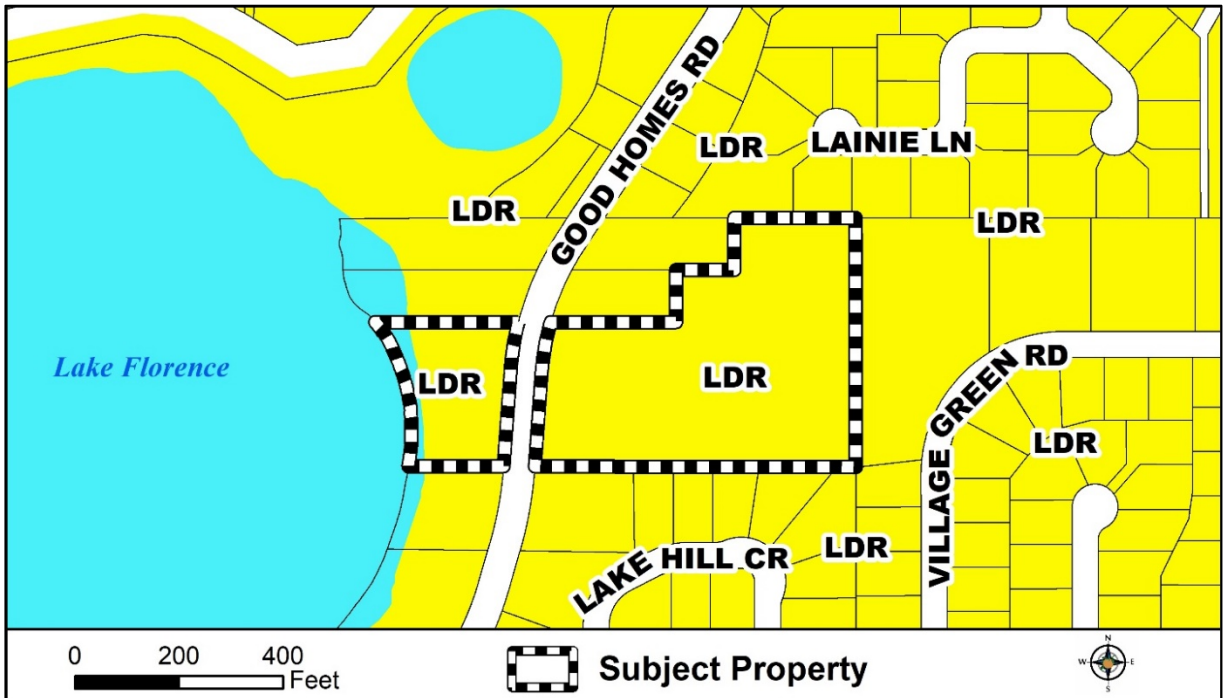 GOOD HOMES RD
LDR
LAINIE LN
LDR
LDR
Lake Florence
LDR
LDR
VILLAGE GREEN RD
LDR
LAKE HILL CR
LDR
0 200 400
Feet
Subject Property
N
W E
S